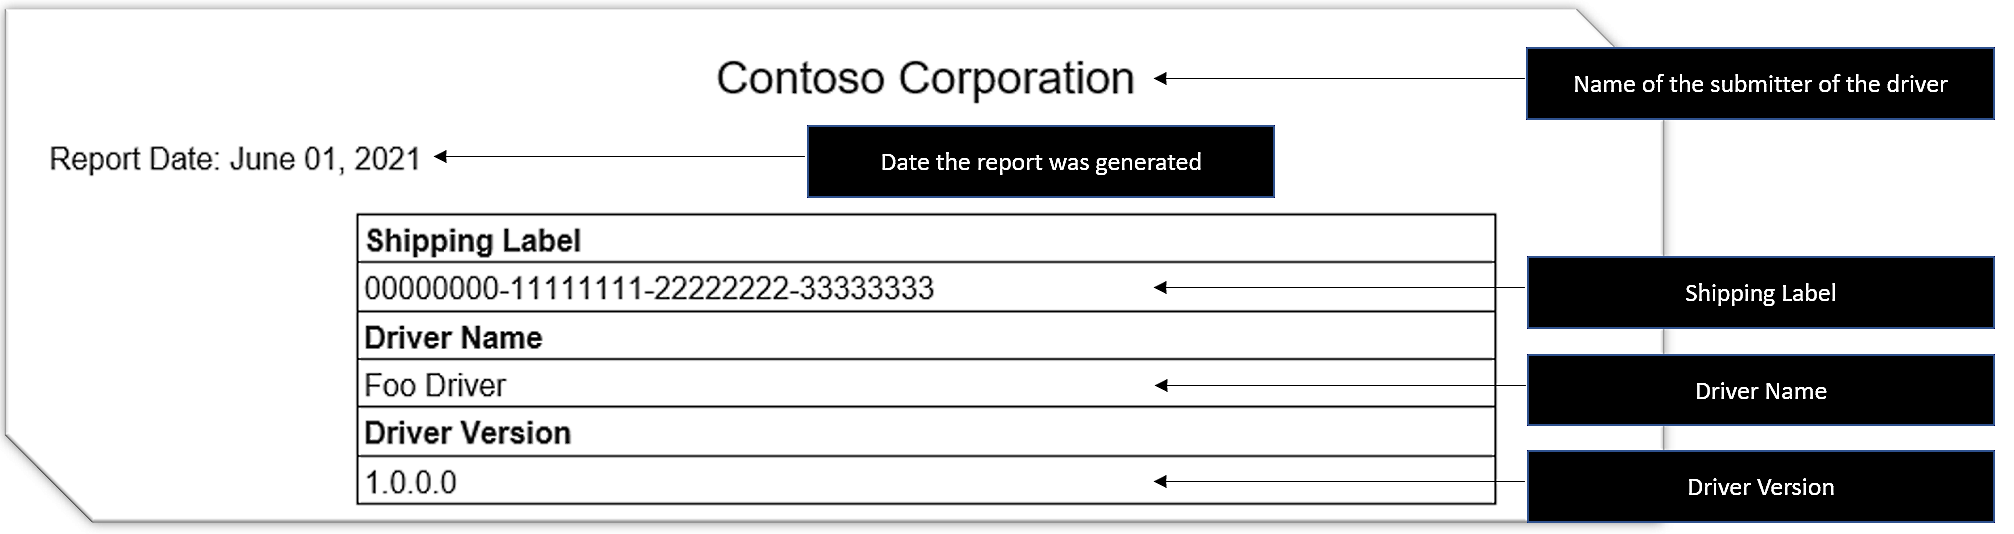 Contoso Corporation
Name of the submitter of the driver
Report Date: June 01, 2021
Date the report was generated
Shipping Label
00000000-11111111-22222222-33333333
Shipping Label
Driver Name
Foo Driver
Driver Name
Driver Version
1.0.0.0
Driver Version